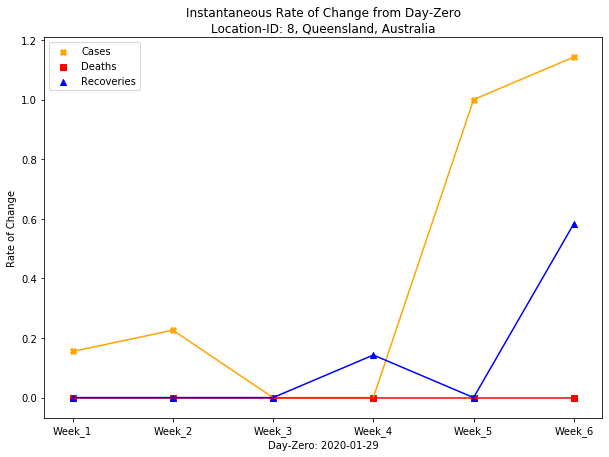 Instantaneous Rate of Change from Day-Zero
Location-ID: 8, Queensland, Australia
Cases
Deaths
Recoveries
Rate of Change
1.2
1.0
0.8
0.6
0.4
0.2
0.0
Week_1 Week_2 Week_3 Week_4 Week_5 Week_6
Day-Zero: 2020-01-29